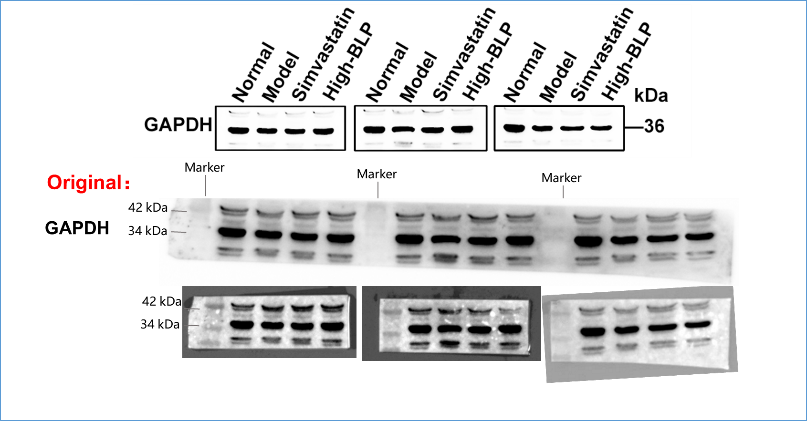 Normal Model Simvastatin High-BLP Normal Model Simvastatin High-BLP Normal Model Simvastatin High-BLP
kDa
GAPDH 36
Marker Marker Marker
Original：
42 kDa
GAPDH 34 kDa
42 kDa
34 kDa